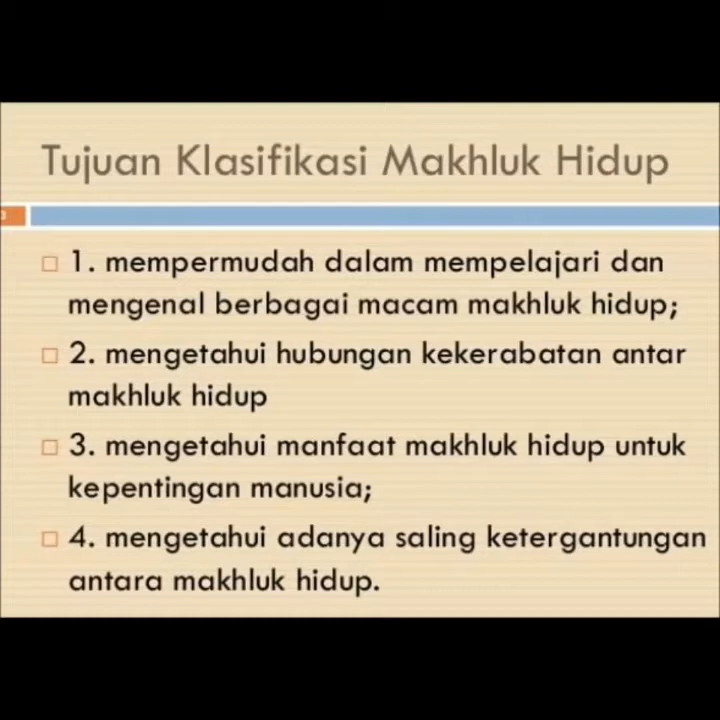 Tujuan Klasifikasi Makhluk Hidup
1. mempermudah dalam mempelajari dan
mengenal berbagai macam makhluk hidup;
2. mengetahui hubungan kekerabatan antar
makhluk hidup
3. mengetahui manfaat makhluk hidup untuk
kepentingan manusia;
4. mengetahui adanya saling ketergantungan
antara makhluk hidup.